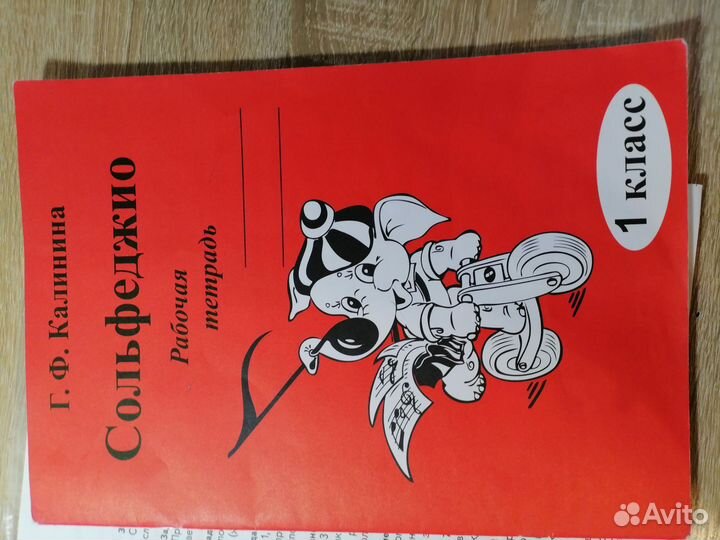 Г. Ф. Калинина
Сольфеджио
Рабочая
тетрадь
1 класс
Avito